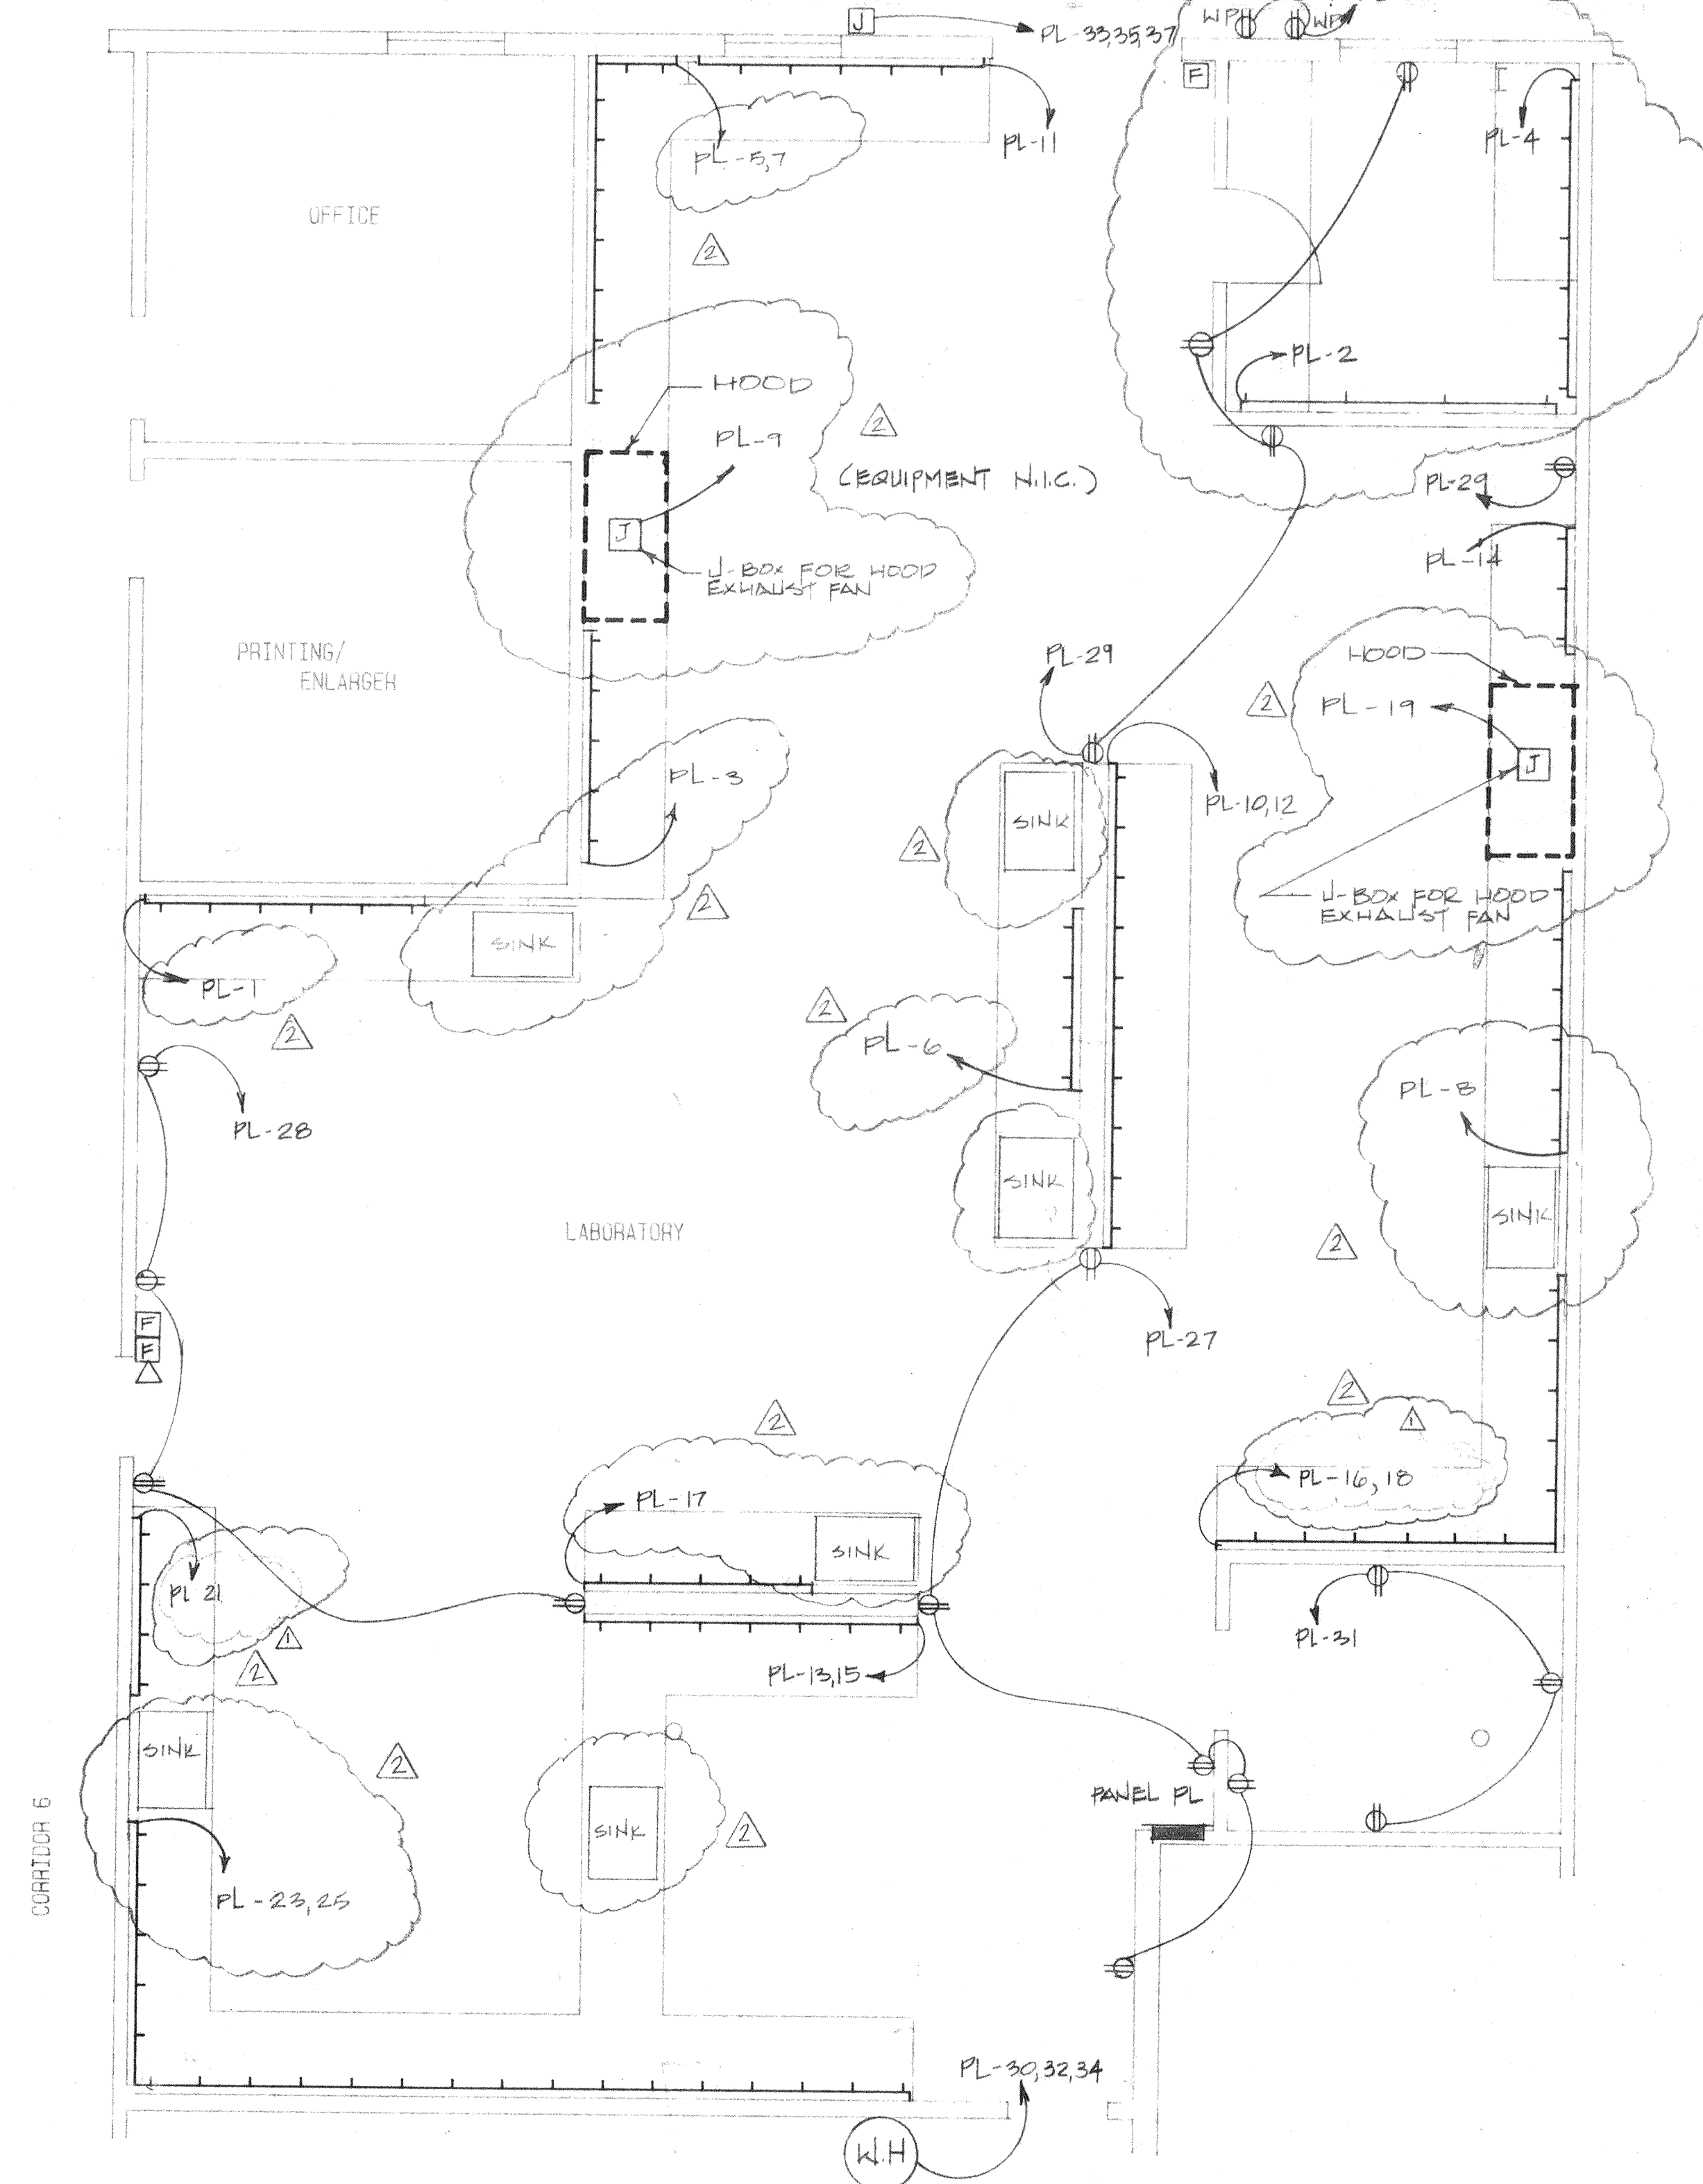 J
PL-33,35,37
WP
WP
F
PL-5,7
PL-11
PL-4
OFFICE
2
PL-2
HOOD
PL-9
2
(EQUIPMENT N.I.C.)
PL-29
J
J-BOX FOR HOOD
EXHAUST FAN
PL-14
PRINTING/
ENLARGER
PL-29
HOOD
2
PL-19
J
PL-3
PL-10,12
SINK
2
2
J-BOX FOR HOOD
EXHAUST FAN
SINK
PL-1
2
2
PL-6
PL-8
PL-28
SINK
SINK
LABORATORY
2
F
F
PL-27
2
1
2
PL-16,18
PL-17
SINK
PL 21
1
2
PL-31
PL-13,15
SINK
2
PANEL PL
SINK
2
CORRIDOR 6
PL-23,25
PL-30,32,34
W.H